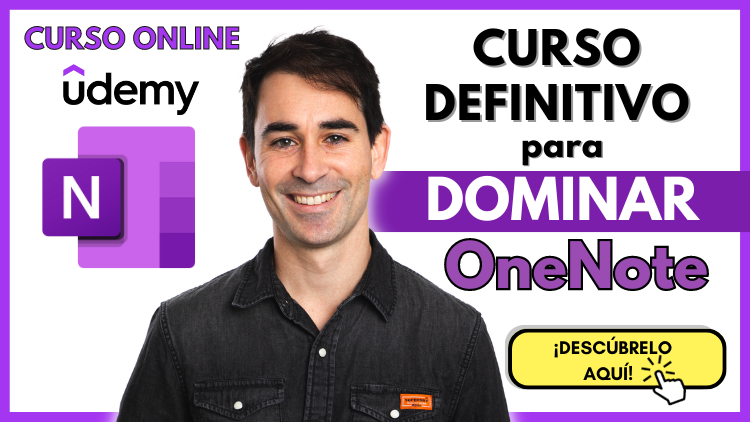 CURSO ONLINE
ûdemy
N
CURSO
DEFINITIVO
para
DOMINAR
OneNote
¡DESCÚBRELO
AQUÍ!